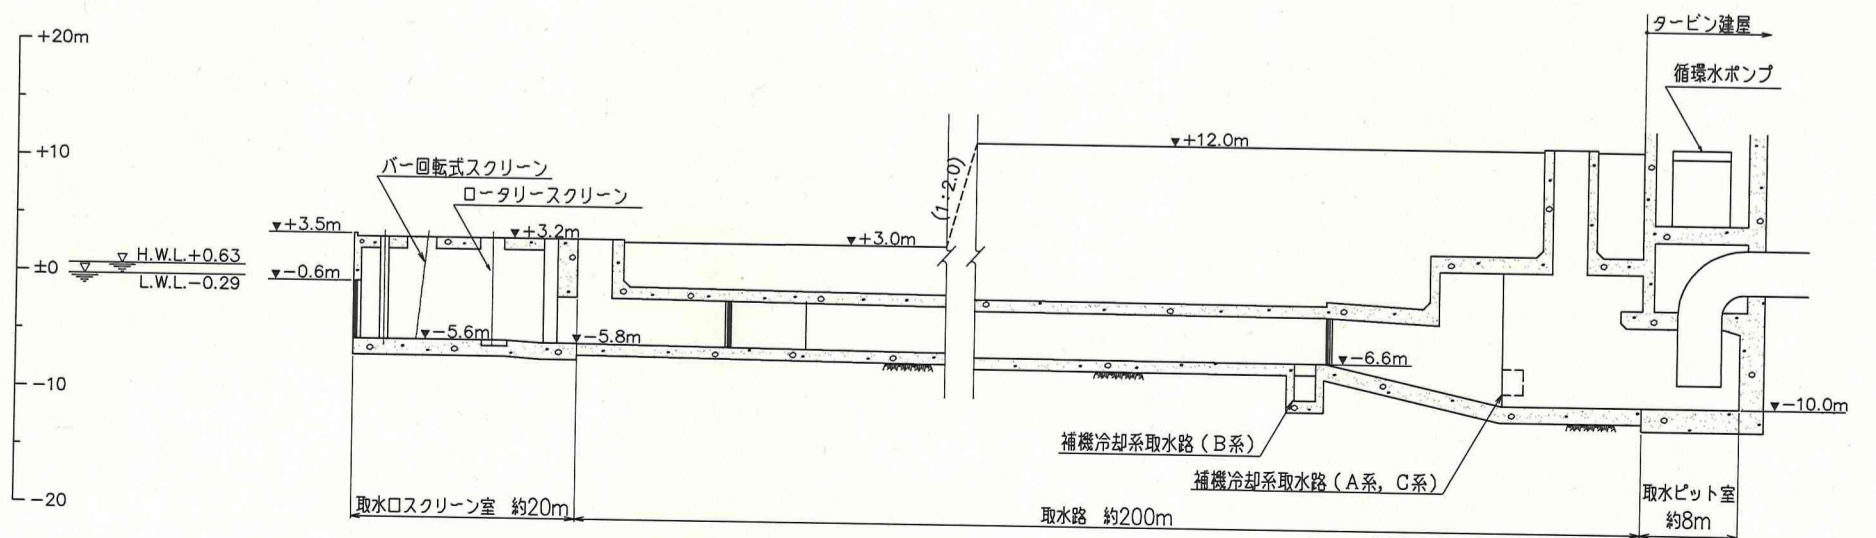 タービン建屋
+20m
循環水ポンプ
+12.0m
+10
バー回転式スクリーン
ロータリースクリーン
(1:2.0)
+3.5m
+3.2m
+3.0m
H.W.L.+0.63
±0
L.W.L.-0.29
-0.6m
-5.6m
-5.8m
-6.6m
-10
-10.0m
補機冷却系取水路(B系)
補機冷却系取水路(A系, C系)
-20
取水口スクリーン室 約20m
取水路 約200m
取水ピット室
約8m